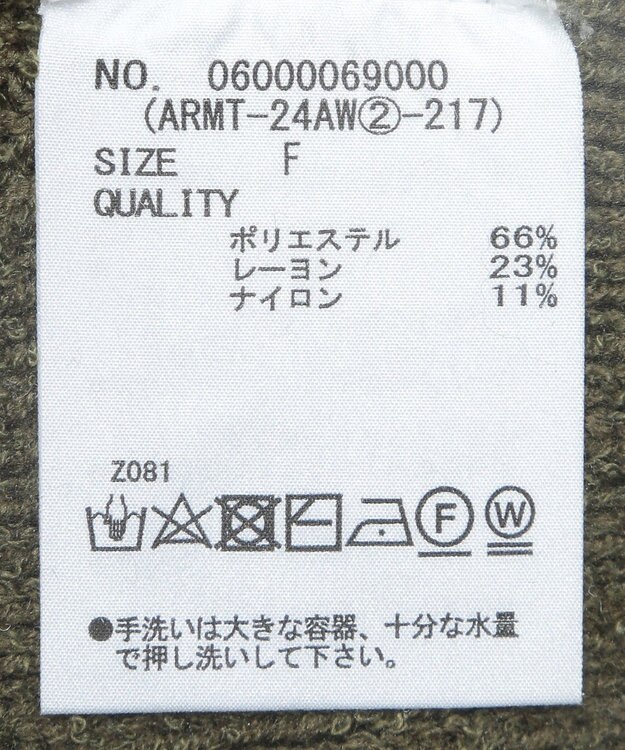 NO. 06000069000
(ARMT-24AW②-217)
SIZE F
QUALITY
ポリエステル 66%
レーヨン 23%
ナイロン 11%
Z081
F W
●手洗いは大きな容器、十分な水量
で押し洗いして下さい。